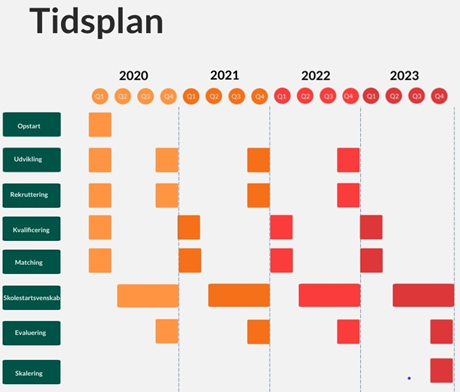 Tidsplan
2020 2021 2022 2023
Q1 Q2 Q3 Q4 Q1 Q2 Q3 Q4 Q1 Q2 Q3 Q4 Q1 Q2 Q3 Q4
Opstart
Udvikling
Rekruttering
Kvalificering
Matching
Skolestartsvenskab
Evaluering
Skalering